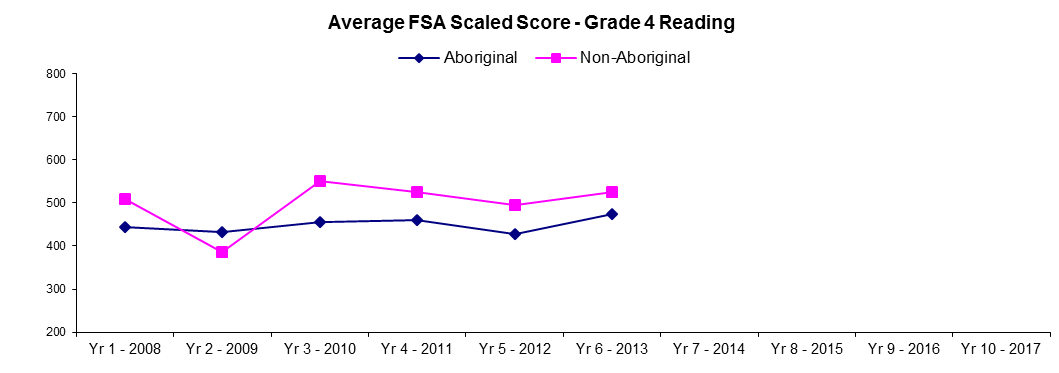 Average FSA Scaled Score - Grade 4 Reading
Aboriginal Non-Aboriginal
800
700
600
500
400
300
200
Yr 1 - 2008 Yr 2 - 2009 Yr 3 - 2010 Yr 4 - 2011 Yr 5 - 2012 Yr 6 - 2013 Yr 7 - 2014 Yr 8 - 2015 Yr 9 - 2016 Yr 10 - 2017